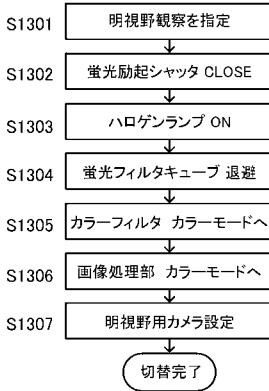 S1301 明視野観察を指定
S1302 蛍光励起シャッタ CLOSE
S1303 ハロゲンランプ ON
S1304 蛍光フィルタキューブ 退避
S1305 カラーフィルタ カラーモードへ
S1306 画像処理部 カラーモードへ
S1307 明視野用カメラ設定
切替完了